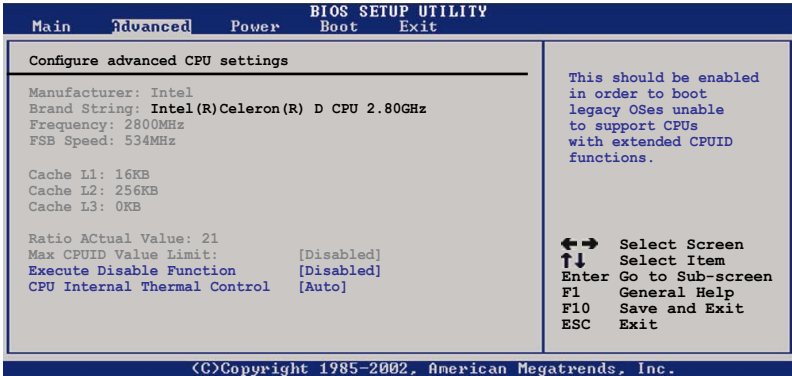 BIOS SETUP UTILITY
Main Advanced Power Boot Exit
Configure advanced CPU settings
Manufacturer: Intel
Brand String: Intel(R)Celeron(R) D CPU 2.80GHz
Frequency: 2800MHz
FSB Speed: 534MHz
Cache L1: 16KB
Cache L2: 256KB
Cache L3: 0KB
Ratio ACtual Value: 21
Max CPUID Value Limit: [Disabled]
Execute Disable Function [Disabled]
CPU Internal Thermal Control [Auto]
This should be enabled
in order to boot
legacy OSes unable
to support CPUs
with extended CPUID
functions.
←→ Select Screen
↑↓ Select Item
Enter Go to Sub-screen
F1 General Help
F10 Save and Exit
ESC Exit
(C)Copyright 1985-2002, American Megatrends, Inc.